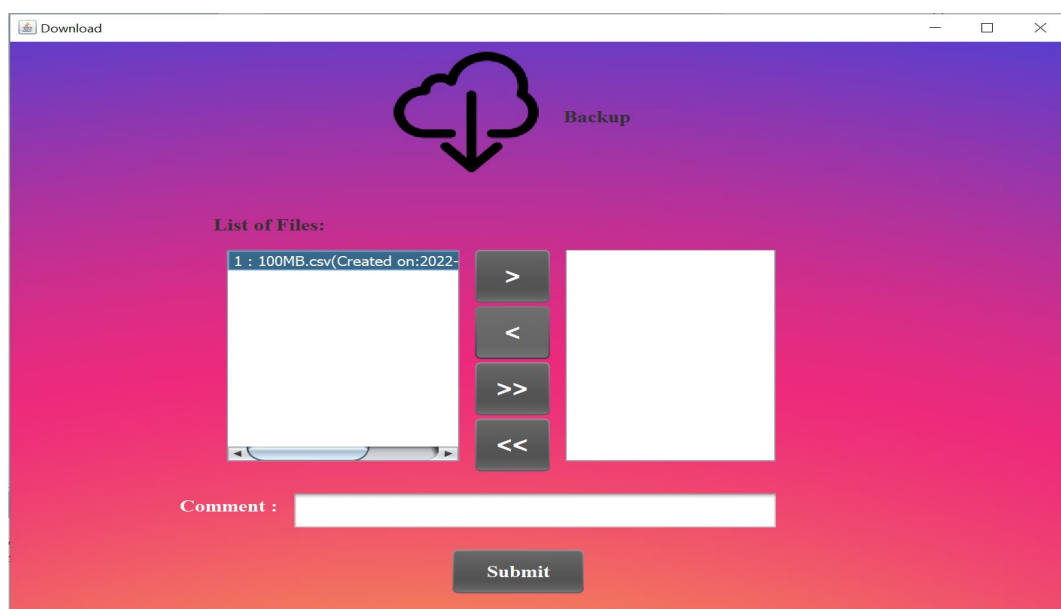 Download
Backup
List of Files:
1 : 100MB.csv(Created on:2022-
>
<
>>
<<
Comment :
Submit